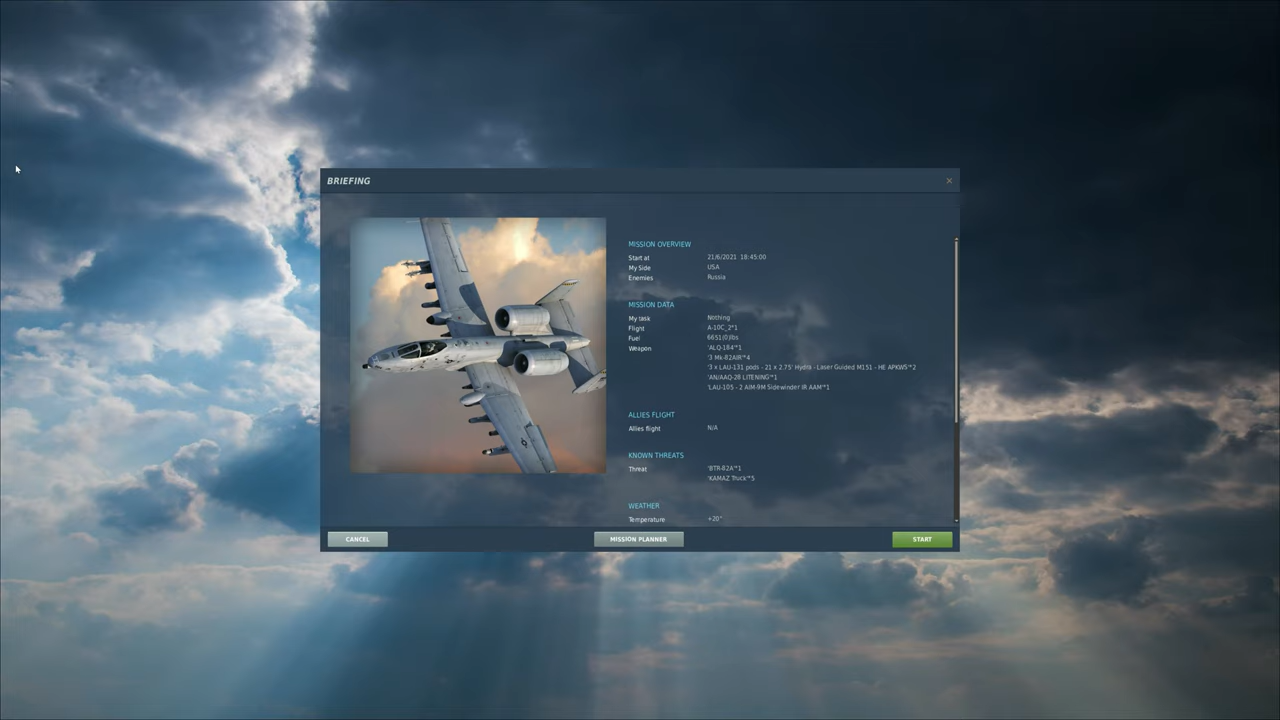 BRIEFING
MISSION OVERVIEW
Start at 21/6/2021 18:45:00
My Side USA
Enemies Russia
MISSION DATA
My task Nothing
Flight A-10C_2*1
Fuel 6651(0)lbs
Weapon 'ALQ-184'*1
'3 Mk-82AIR'*4
'3 x LAU-131 pods - 21 x 2.75' Hydra - Laser Guided M151 - HE APKWS'*2
'AN/AAQ-28 LITENING'*1
'LAU-105 - 2 AIM-9M Sidewinder IR AAM'*1
ALLIES FLIGHT
Allies flight N/A
KNOWN THREATS
Threat 'BTR-82A'*1
'KAMAZ Truck'*5
WEATHER
Temperature +20°
CANCEL MISSION PLANNER START